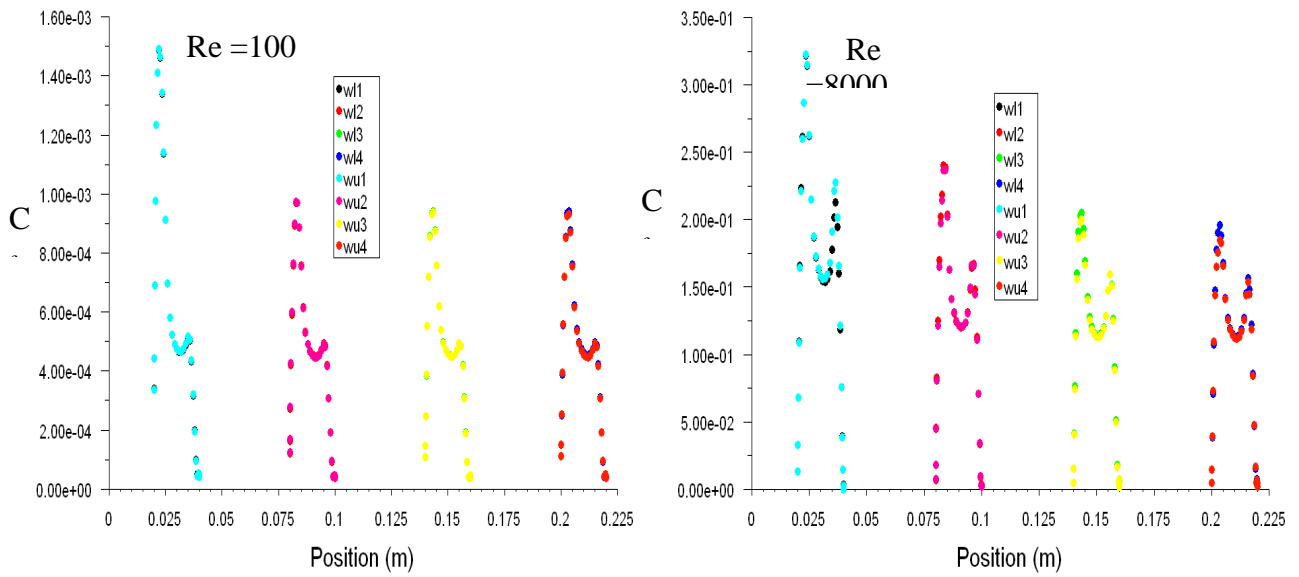 1.60e-03
Re =100
1.40e-03
1.20e-03
1.00e-03
C
8.00e-04
6.00e-04
4.00e-04
2.00e-04
0.00e+00
wl1
wl2
wl3
wl4
wu1
wu2
wu3
wu4
0 0.025 0.05 0.075 0.1 0.125 0.15 0.175 0.2 0.225
Position (m)
3.50e-01
Re
=8000
3.00e-01
2.50e-01
C
2.00e-01
1.50e-01
1.00e-01
5.00e-02
0.00e+00
wl1
wl2
wl3
wl4
wu1
wu2
wu3
wu4
0 0.025 0.05 0.075 0.1 0.125 0.15 0.175 0.2 0.225
Position (m)